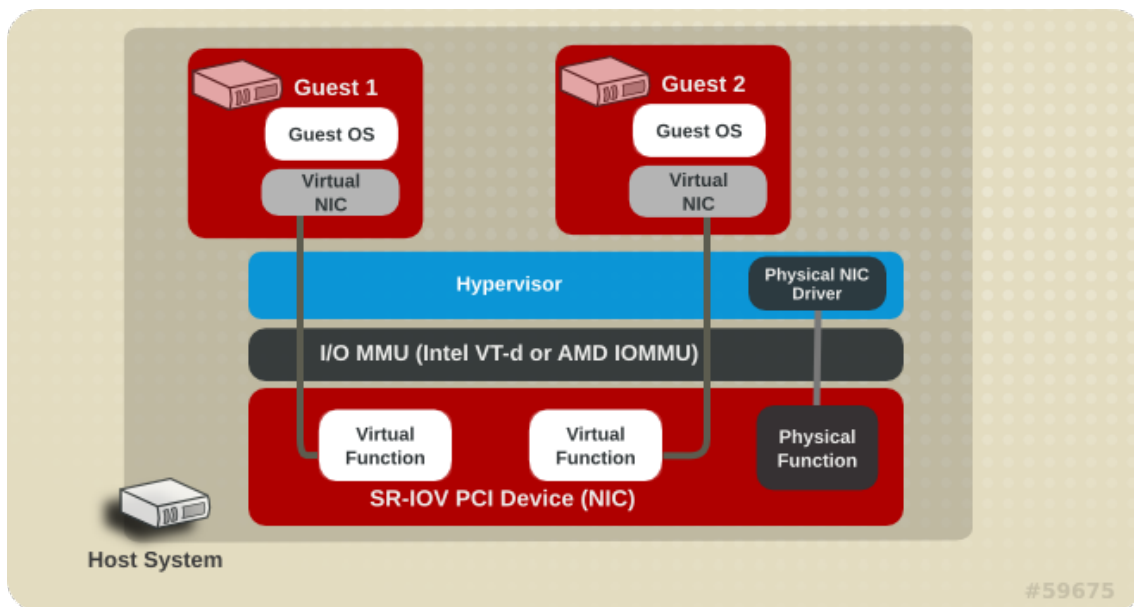 Guest 1
Guest OS
Virtual
NIC
Guest 2
Guest OS
Virtual
NIC
Hypervisor
Physical NIC
Driver
I/O MMU (Intel VT-d or AMD IOMMU)
Virtual
Function
Virtual
Function
Physical
Function
SR-IOV PCI Device (NIC)
Host System
#59675